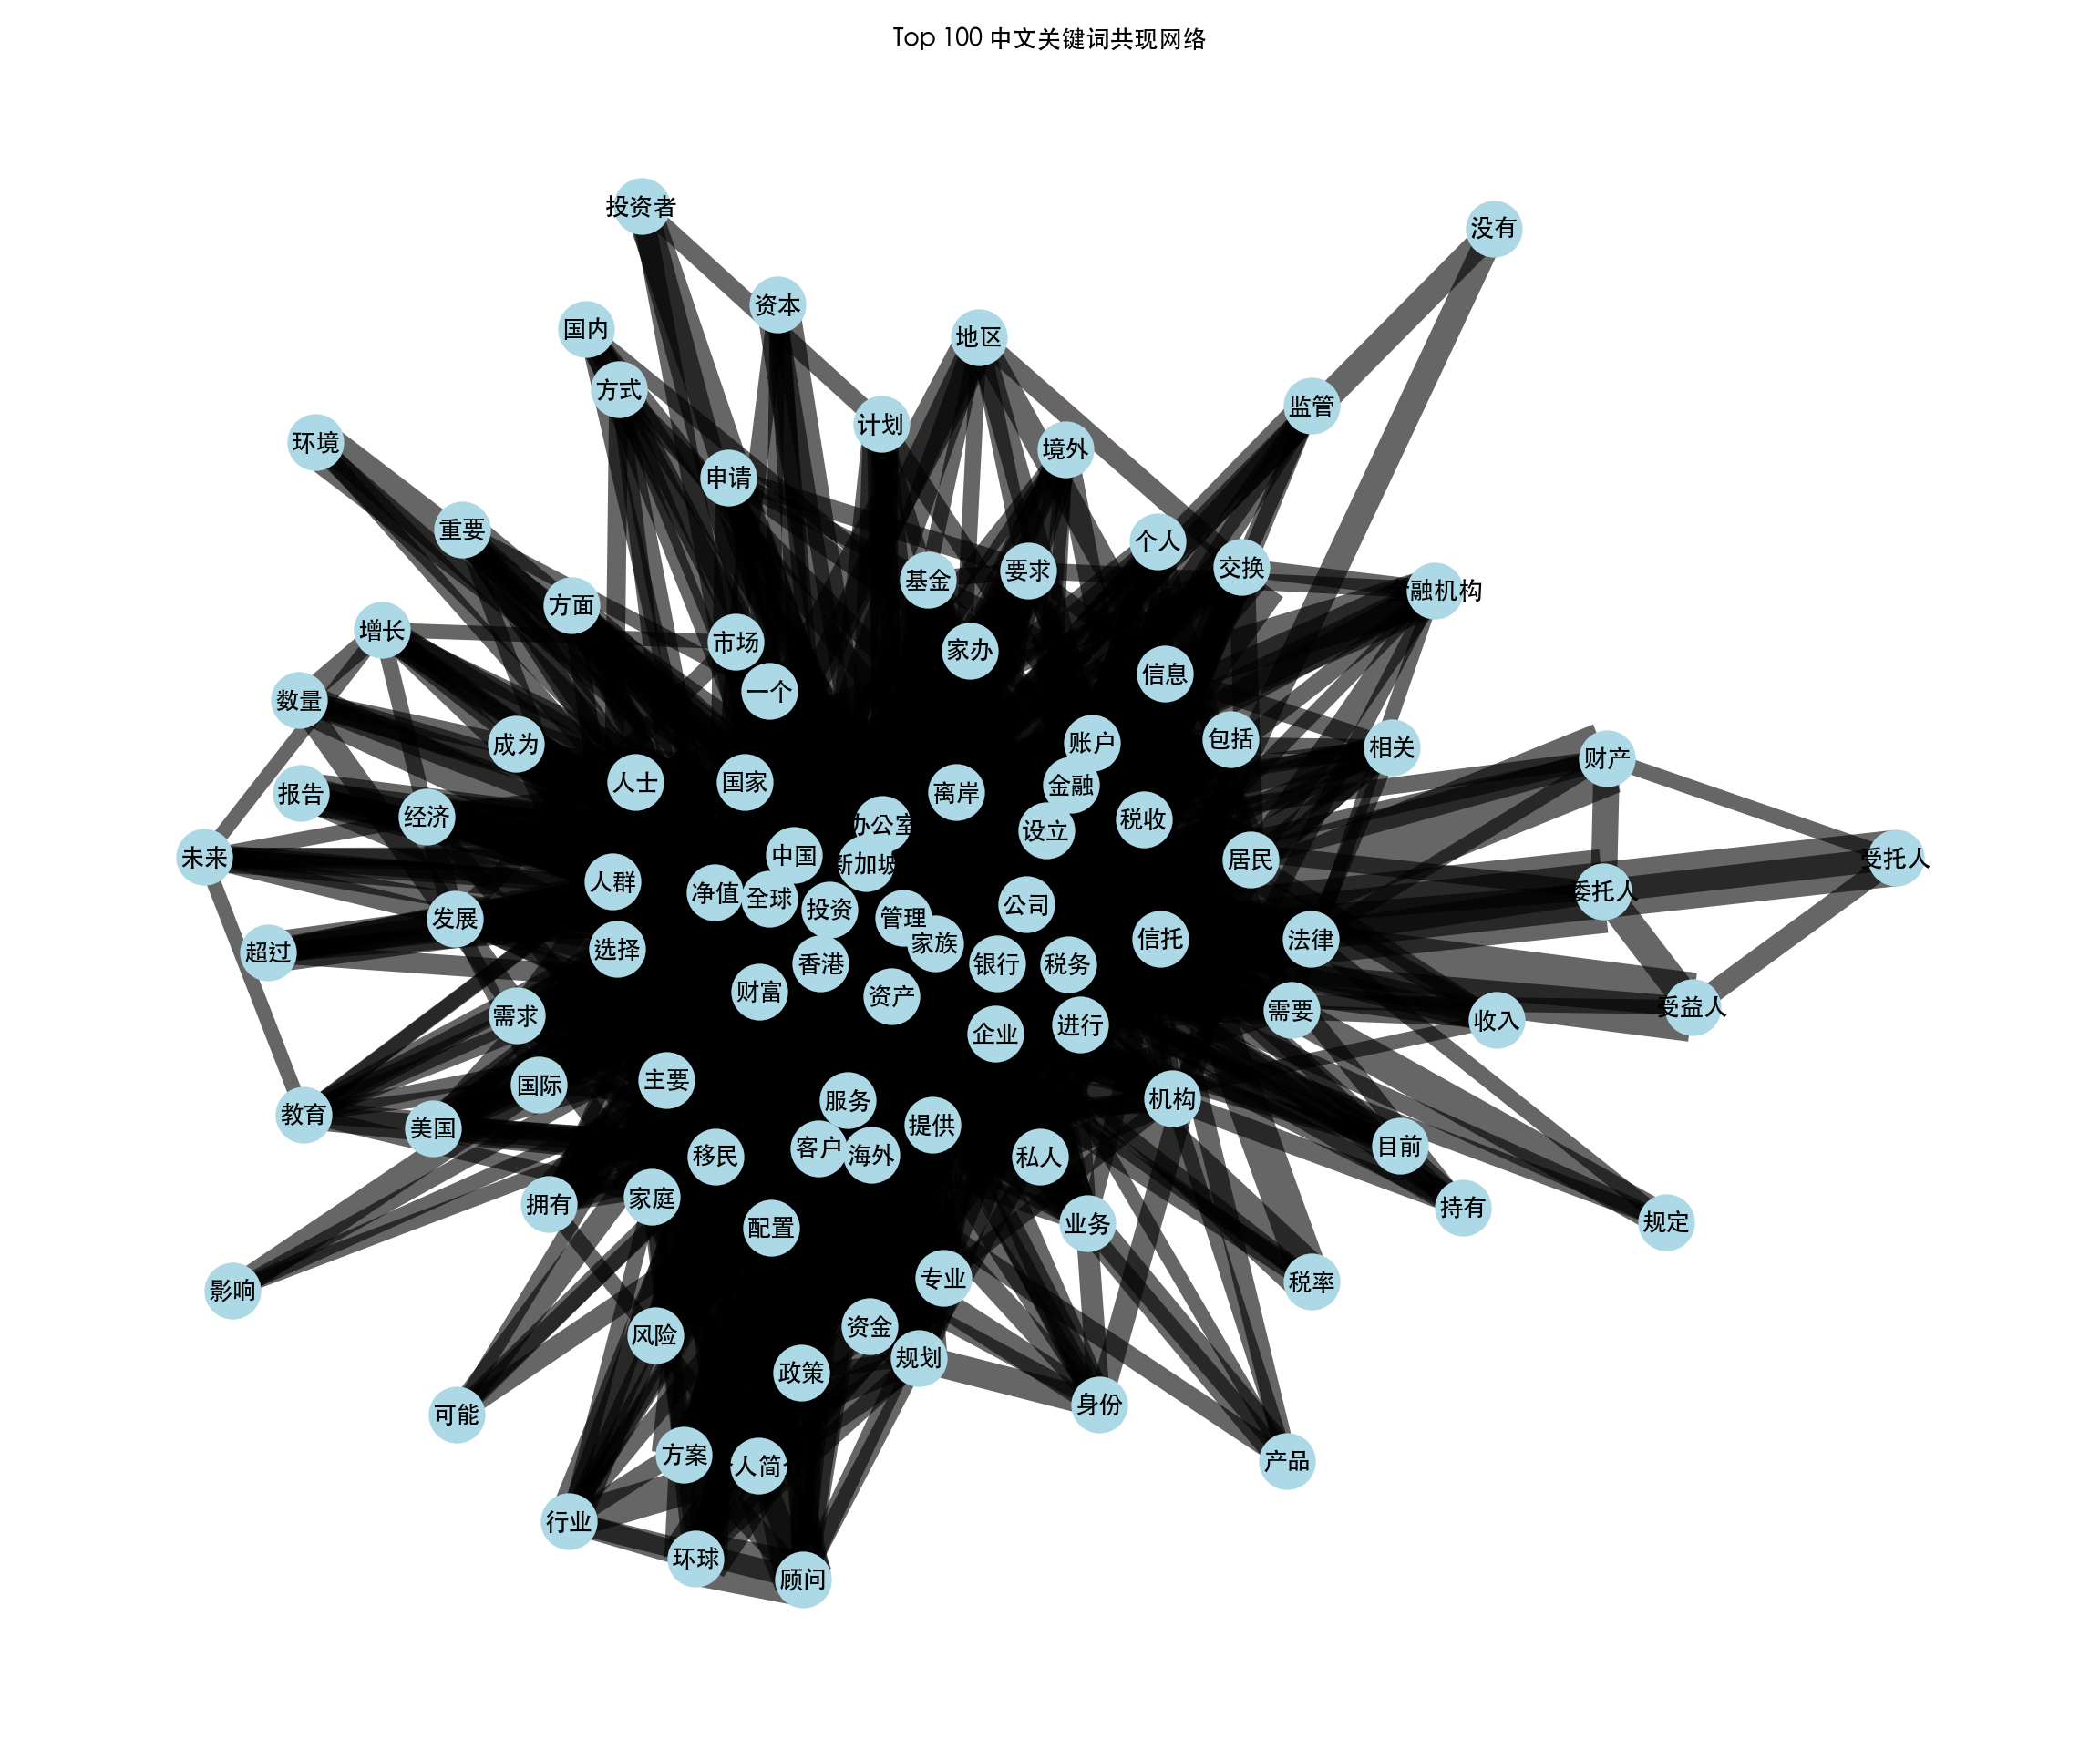 Top 100 中文关键词共现网络
投资者
没有
资本
国内
地区
方式
监管
计划
环境
境外
申请
重要
个人
交换
要求
基金
融机构
方面
增长
市场
家办
信息
一个
数量
包括
账户
成为
相关
财产
人士
国家
金融
离岸
报告
经济
税收
办公室
设立
中国
未来
居民
受托人
新加坡
人群
净值
全球
委托人
公司
投资
管理
发展
信托
法律
家族
选择
超过
香港
银行
税务
财富
资产
受益人
需要
需求
收入
进行
企业
主要
国际
机构
服务
教育
提供
美国
目前
客户
海外
移民
私人
家庭
拥有
持有
规定
业务
配置
专业
税率
影响
资金
风险
规划
政策
身份
可能
方案
产品
人简
行业
环球
顾问